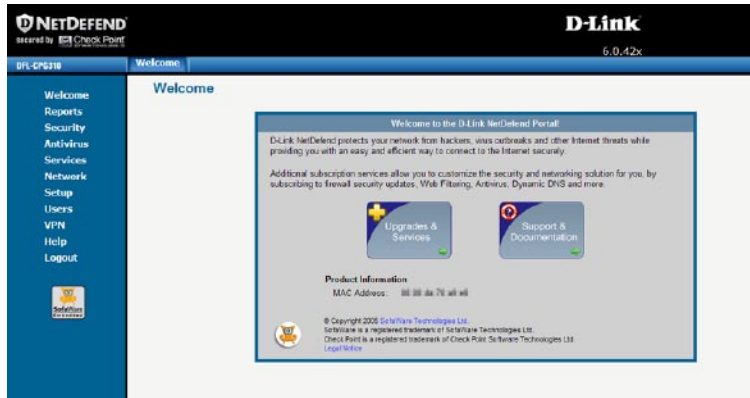 NETDEFEND
secured by Check Point
D-Link
6.0.42x
DFL-CPG310
Welcome
Welcome
Welcome
Reports
Security
Antivirus
Services
Network
Setup
Users
VPN
Help
Logout
SofaWare
Welcome to the D-Link NetDefend Portal!
D-Link NetDefend protects your network from hackers, virus outbreaks and other Internet threats while
providing you with an easy and efficient way to connect to the Internet securely.
Additional subscription services allow you to customize the security and networking solution for you, by
subscribing to firewall security updates, Web Filtering, Antivirus, Dynamic DNS and more.
Upgrades &
Services
Support &
Documentation
Product Information
MAC Address:
© Copyright 2005 SofaWare Technologies Ltd.
SofaWare is a registered trademark of SofaWare Technologies Ltd.
Check Point is a registered trademark of Check Point Software Technologies Ltd.
Legal Notice